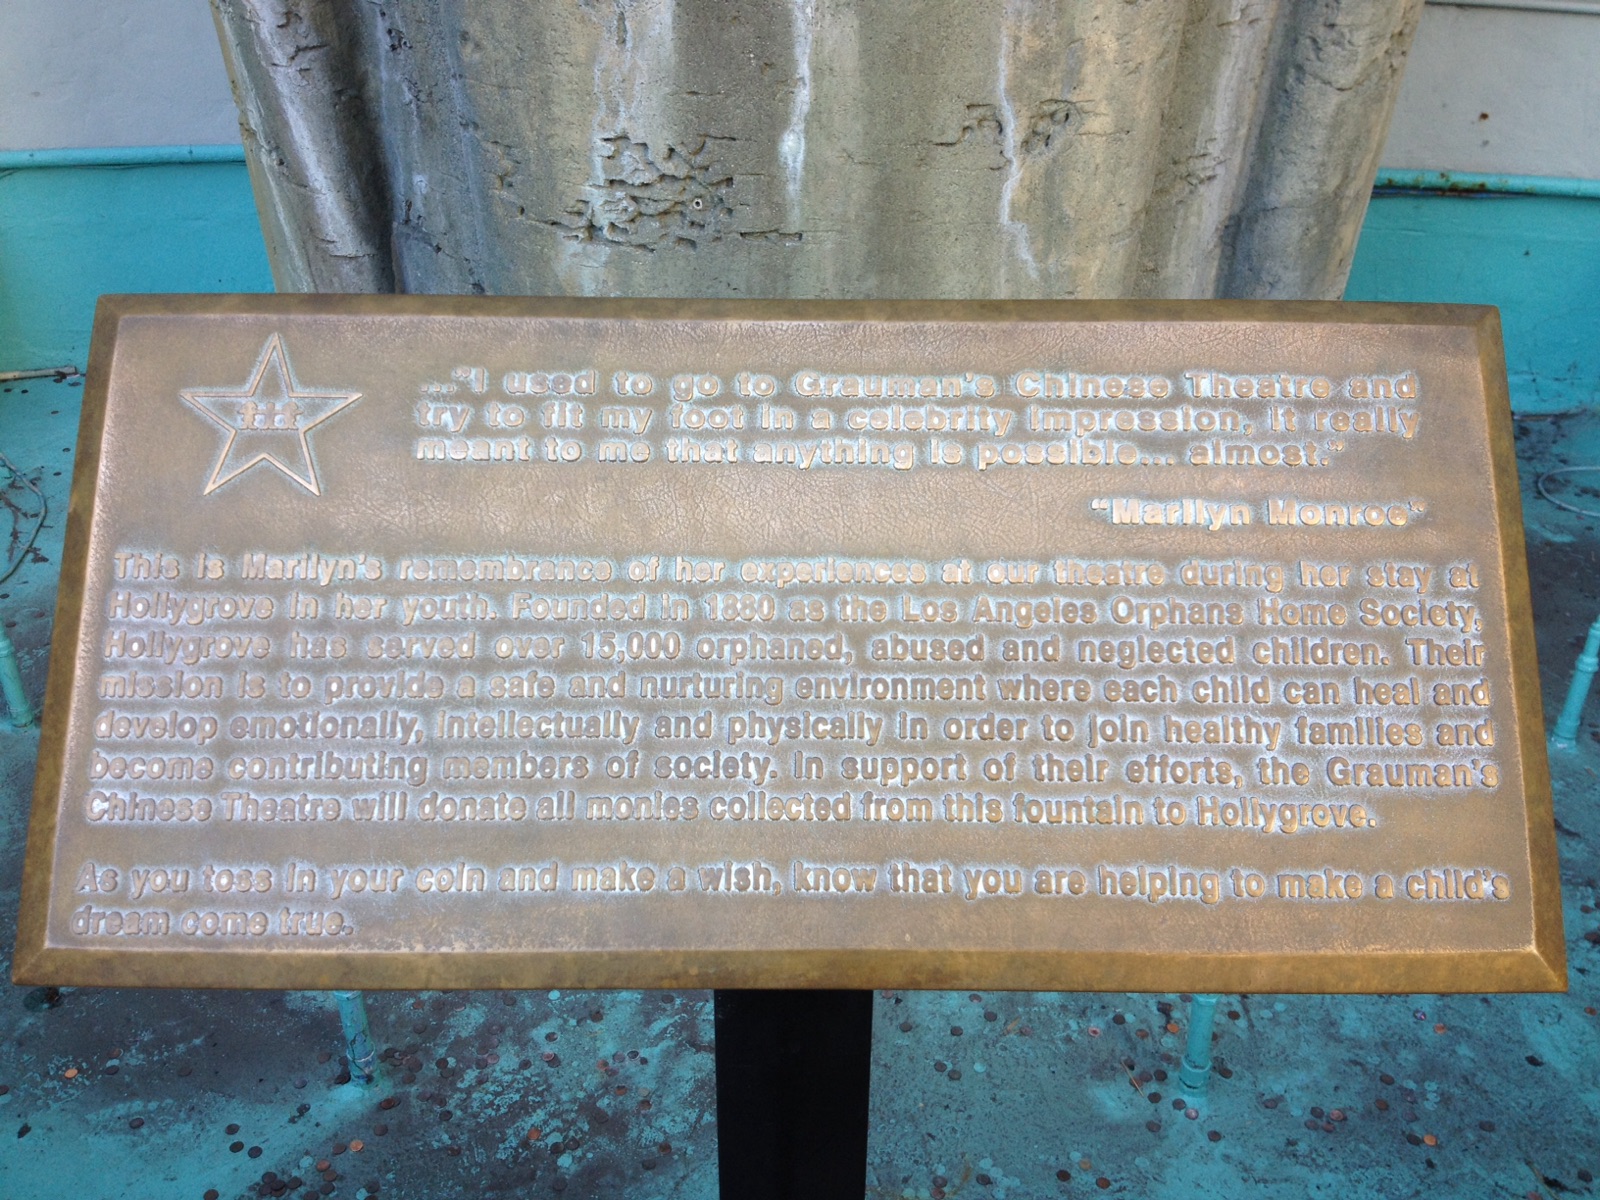 ..."I used to go to Grauman's Chinese Theatre and
try to fit my foot in a celebrity impression, it really
meant to me that anything is possible... almost."
"Marilyn Monroe"
This is Marilyn's remembrance of her experiences at our theatre during her stay at
Hollygrove in her youth. Founded in 1880 as the Los Angeles Orphans Home Society,
Hollygrove has served over 15,000 orphaned, abused and neglected children. Their
mission is to provide a safe and nurturing environment where each child can heal and
develop emotionally, intellectually and physically in order to join healthy families and
become contributing members of society. In support of their efforts, the Grauman's
Chinese Theatre will donate all monies collected from this fountain to Hollygrove.
As you toss in your coin and make a wish, know that you are helping to make a child's
dream come true.